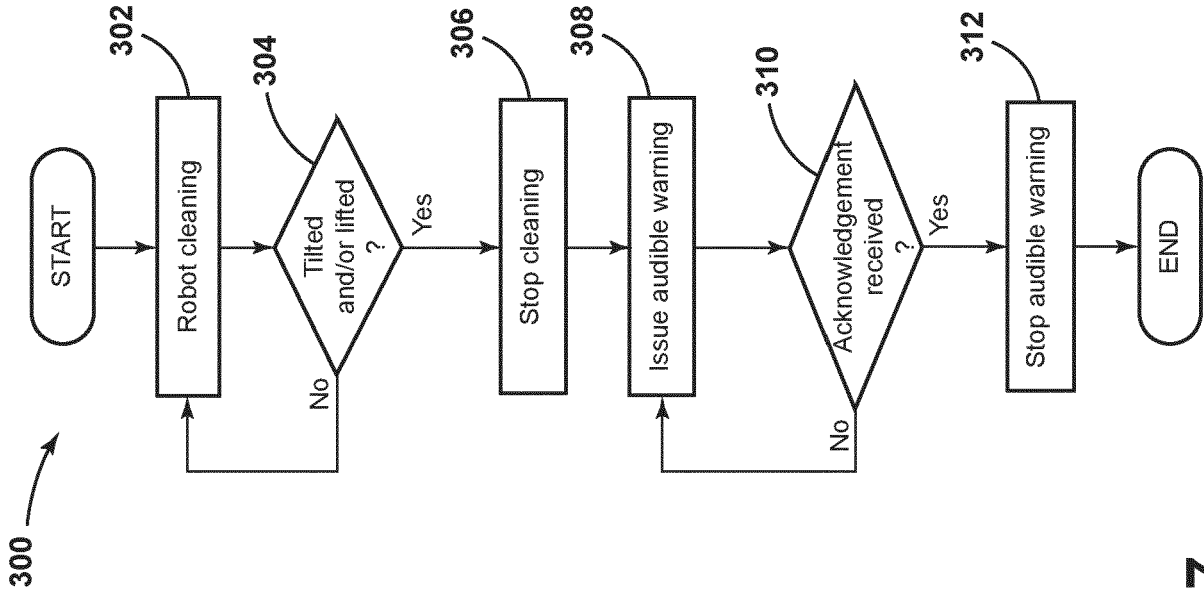 300
START
302
Robot cleaning
304
Tilted
and/or lifted
?
No
Yes
306
Stop cleaning
308
Issue audible warning
310
Acknowledgement
received
?
No
Yes
312
Stop audible warning
END